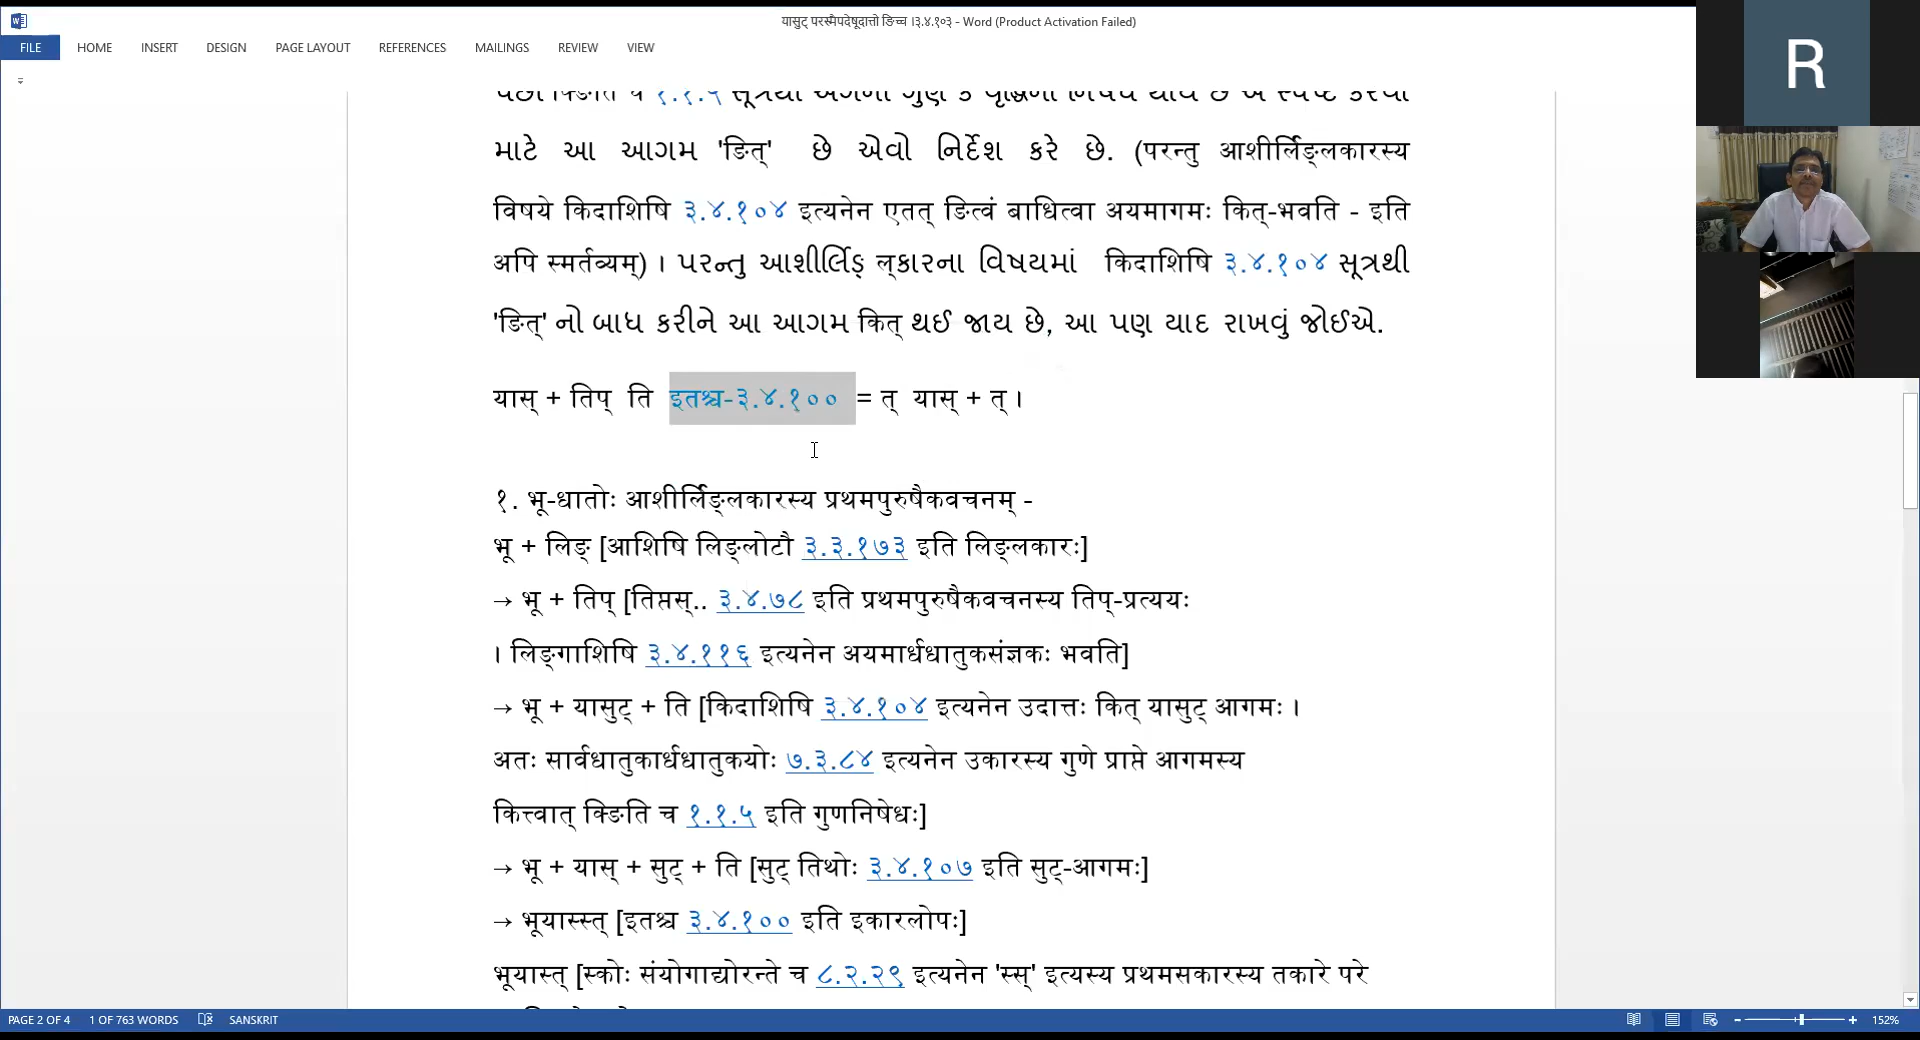 यासुट् परस्मैपदेषूदात्तो ङिच्च ।३.४.१०३ - Word (Product Activation Failed)
FILE HOME INSERT DESIGN PAGE LAYOUT REFERENCES MAILINGS REVIEW VIEW
R
१.१.५
માટે આ આગમ 'ङित्' છે એવો નિર્દેશ કરે છે. (परन्तु आशीर्लिङ्लकारस्य
विषये किदाशिषि ३.४.१०४ इत्यनेन एतत् ङित्वं बाधित्वा अयमागमः कित्-भवति - इति
अपि स्मर्तव्यम्) । પરન્તુ આશીર્લિઙ્ લ્કારના વિષયમાં किदाशिषि ३.४.१०४ સૂત્રથી
'ङित्' નો બાધ કરીને આ આગમ कित् થઈ જાય છે, આ પણ યાદ રાખવું જોઈએ.
यास् + तिप् ति इतश्च-३.४.१०० = त् यास् + त् ।
१. भू-धातोः आशीर्लिङ्लकारस्य प्रथमपुरुषैकवचनम् -
भू + लिङ् [आशिषि लिङ्लोटौ ३.३.१७३ इति लिङ्लकारः]
→ भू + तिप् [तिप्तस्.. ३.४.७८ इति प्रथमपुरुषैकवचनस्य तिप्-प्रत्ययः
। लिङ्गाशिषि ३.४.११६ इत्यनेन अयमार्धधातुकसंज्ञकः भवति]
→ भू + यासुट् + ति [किदाशिषि ३.४.१०४ इत्यनेन उदात्तः कित् यासुट् आगमः ।
अतः सार्वधातुकार्धधातुकयोः ७.३.८४ इत्यनेन उकारस्य गुणे प्राप्ते आगमस्य
कित्त्वात् क्ङिति च १.१.५ इति गुणनिषेधः]
→ भू + यास् + सुट् + ति [सुट् तिथोः ३.४.१०७ इति सुट्-आगमः]
→ भूयास्स्त् [इतश्च ३.४.१०० इति इकारलोपः]
भूयास्त् [स्कोः संयोगाद्योरन्ते च ८.२.२९ इत्यनेन 'स्स्' इत्यस्य प्रथमसकारस्य तकारे परे
PAGE 2 OF 4 1 OF 763 WORDS SANSKRIT 152%